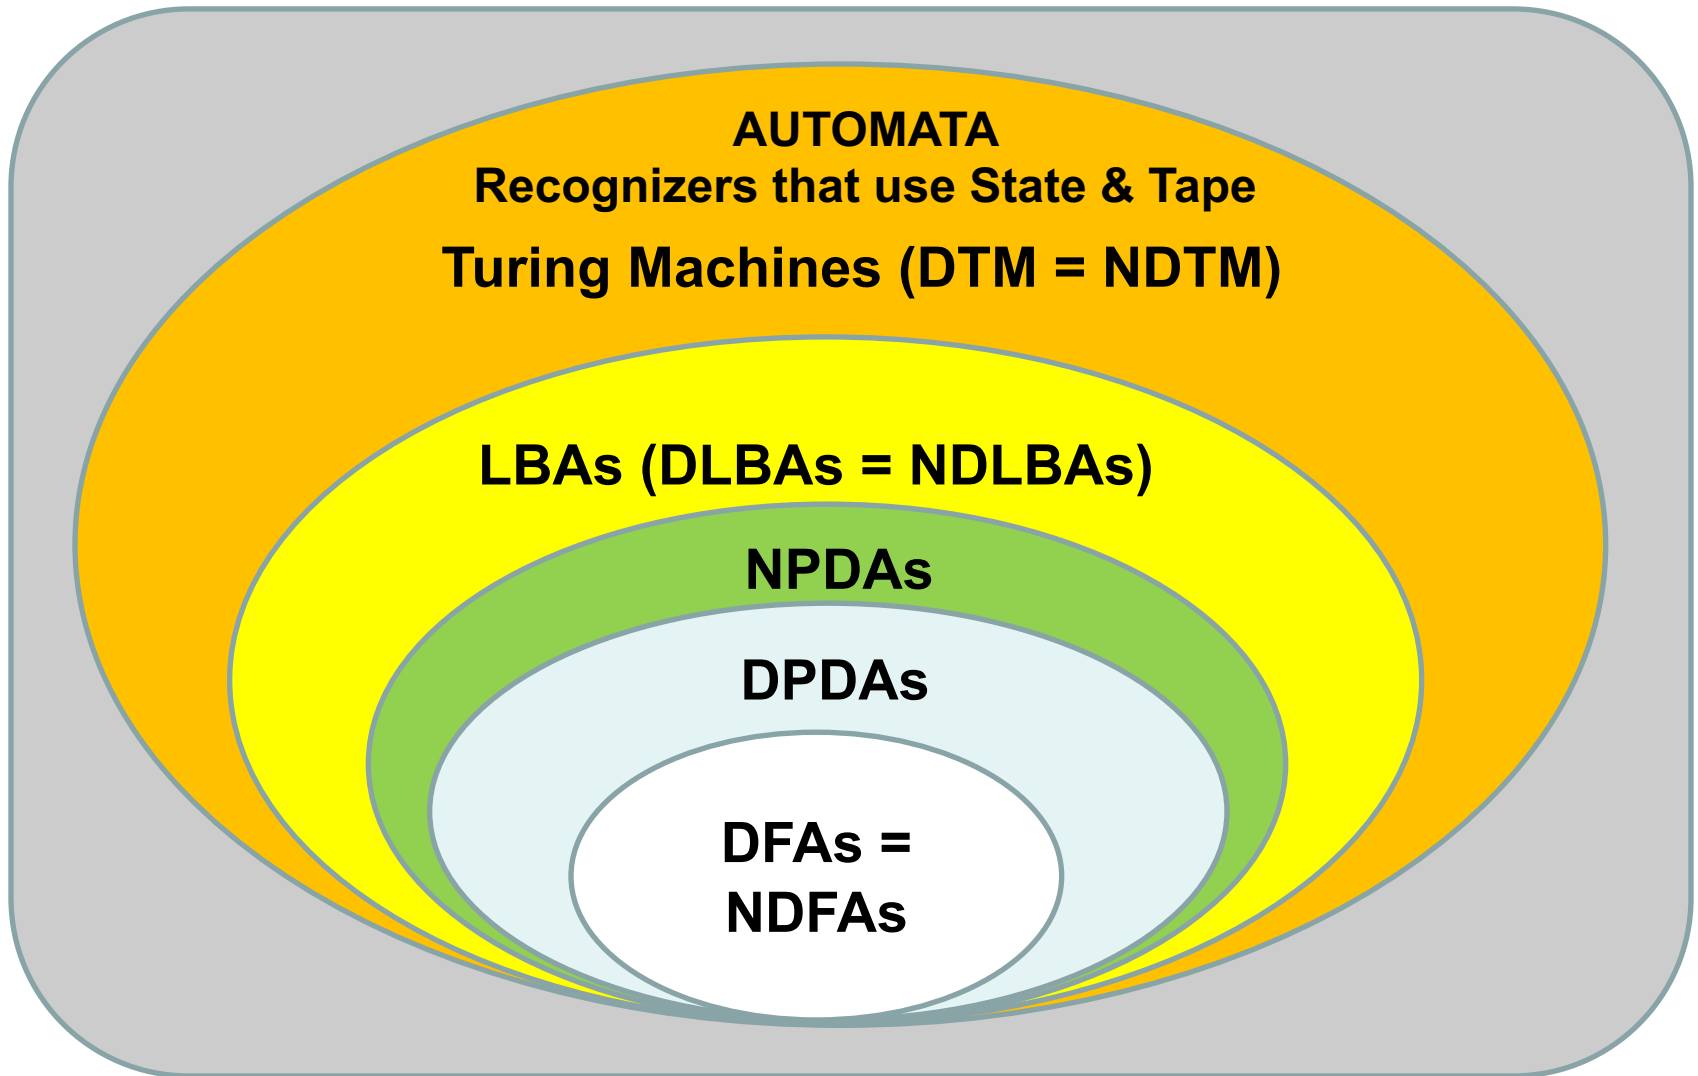 AUTOMATA
Recognizers that use State & Tape
Turing Machines (DTM = NDTM)
LBAs (DLBAs = NDLBAs)
NPDAs
DPDAs
DFAs =
NDFAs